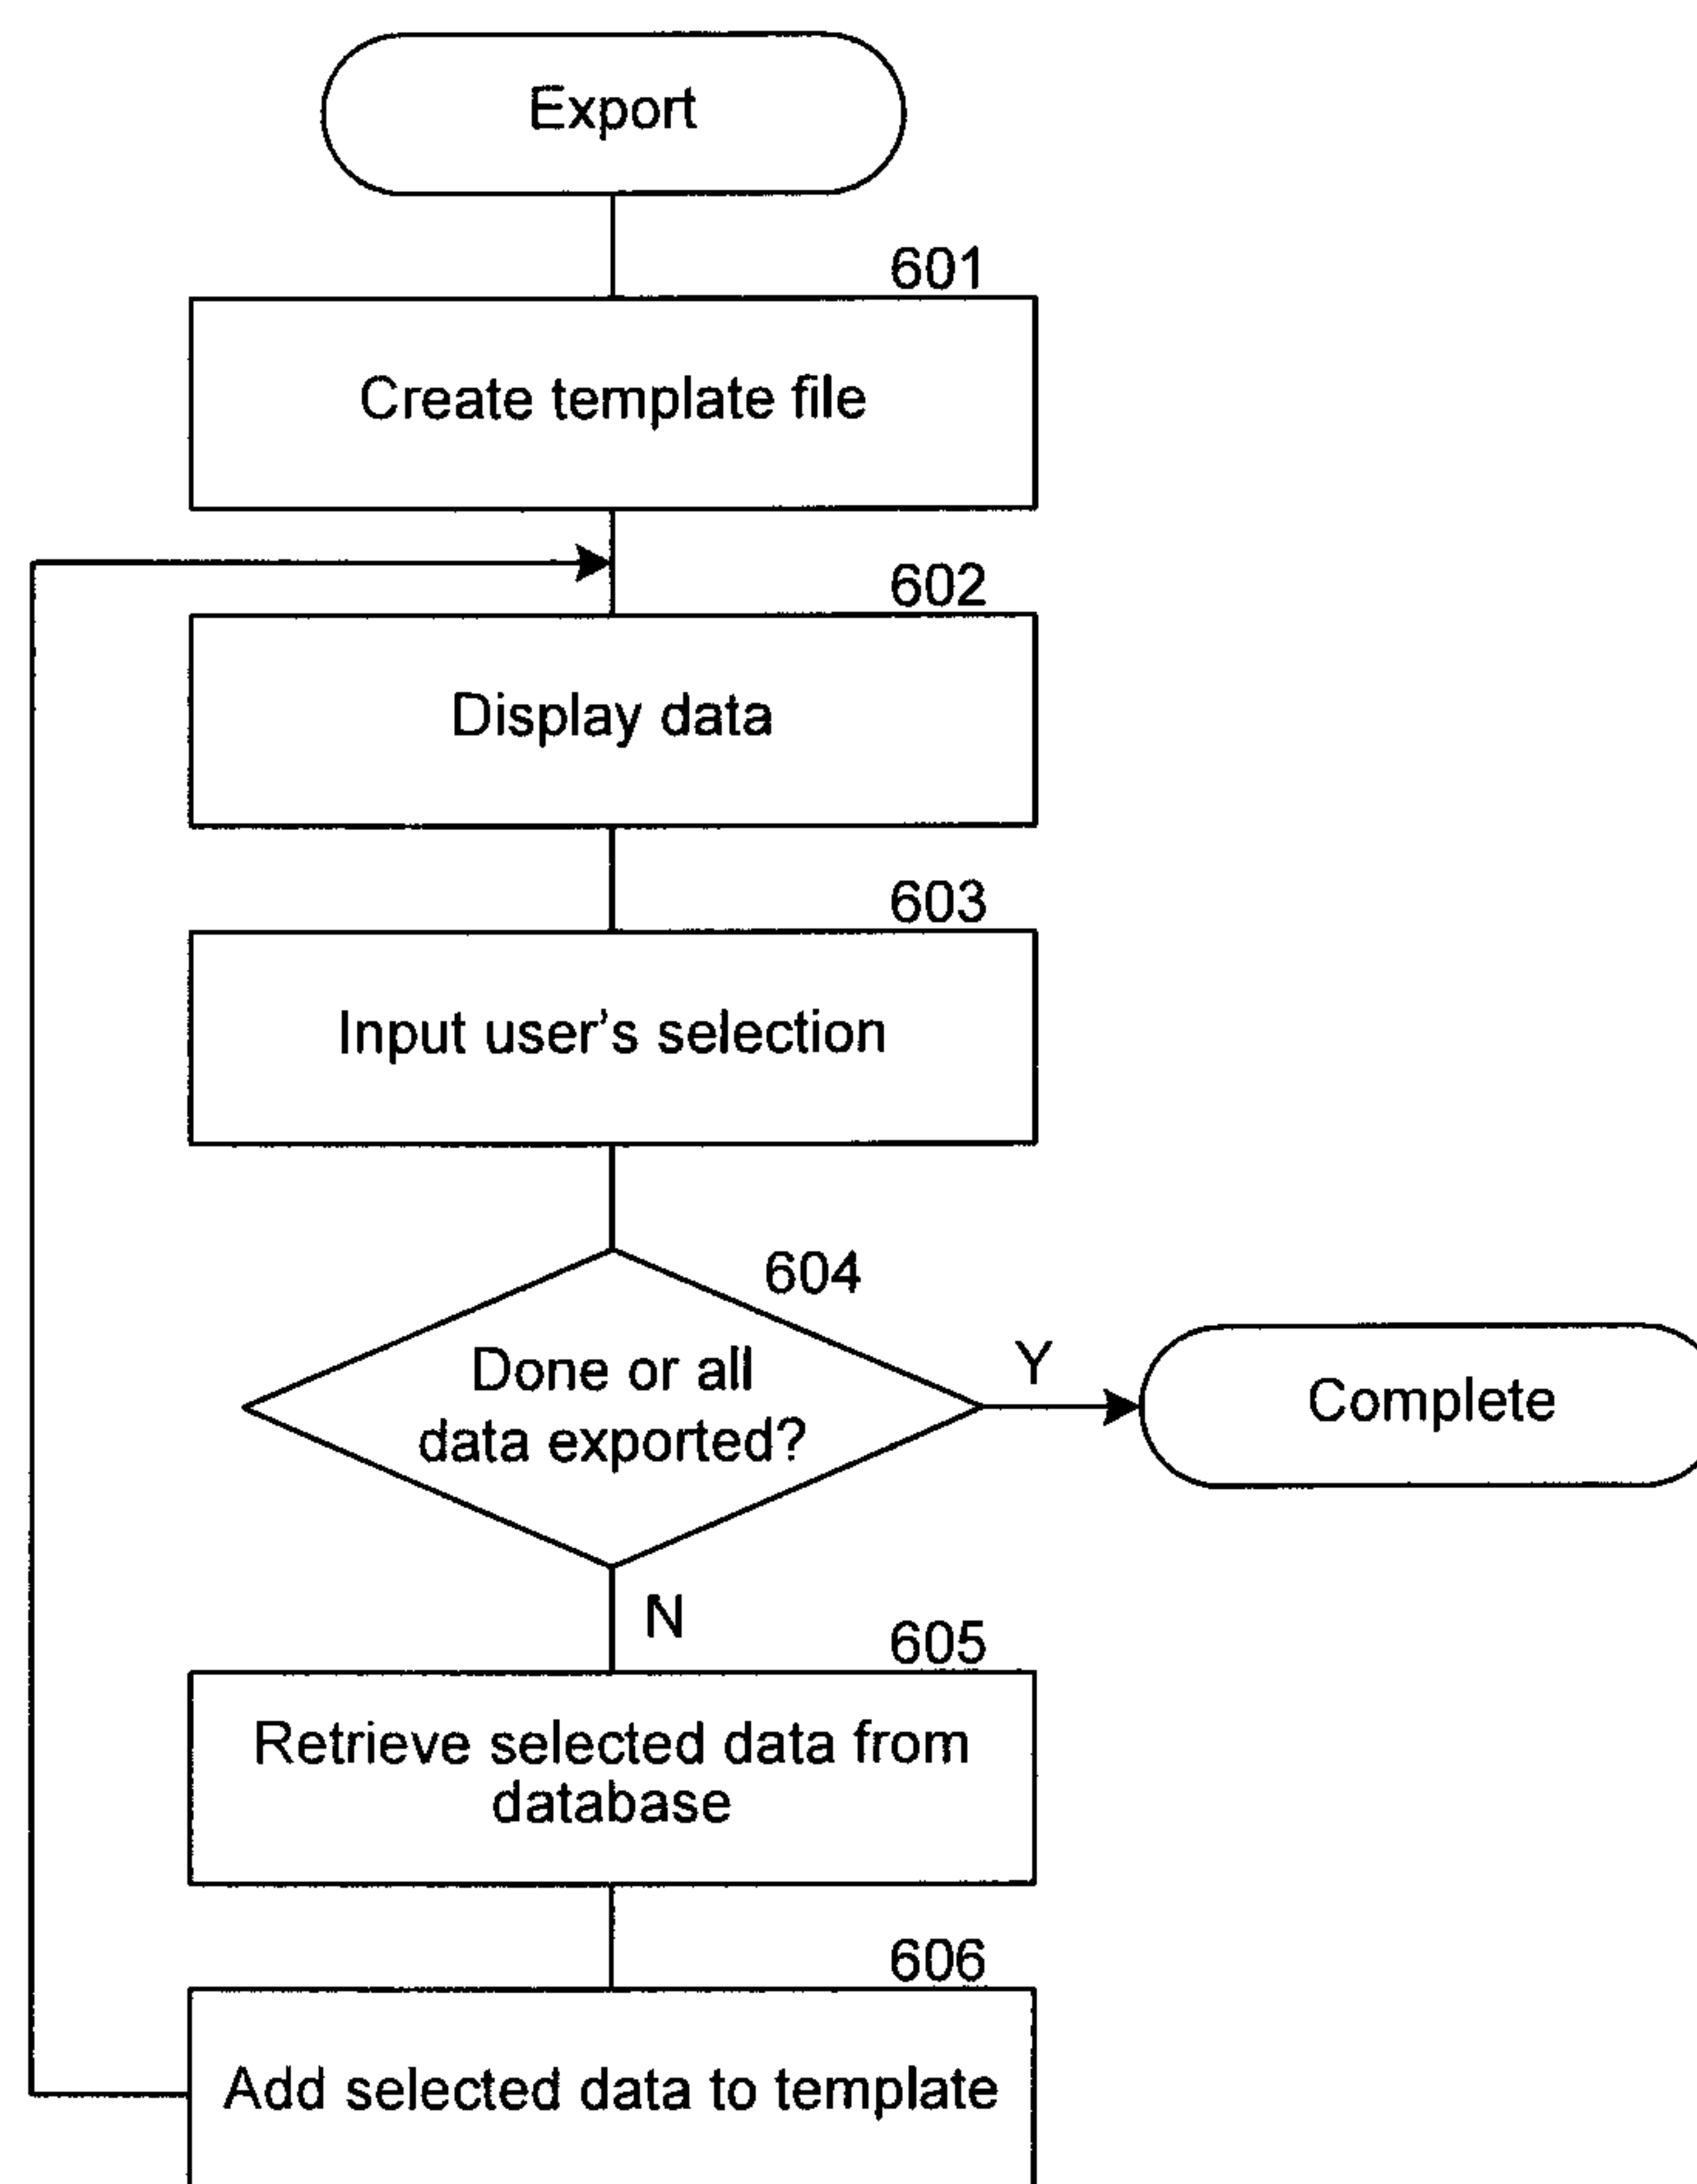 Export
601
Create template file
602
Display data
603
Input user's selection
604
Done or all
data exported?
Y
Complete
N
605
Retrieve selected data from
database
606
Add selected data to template